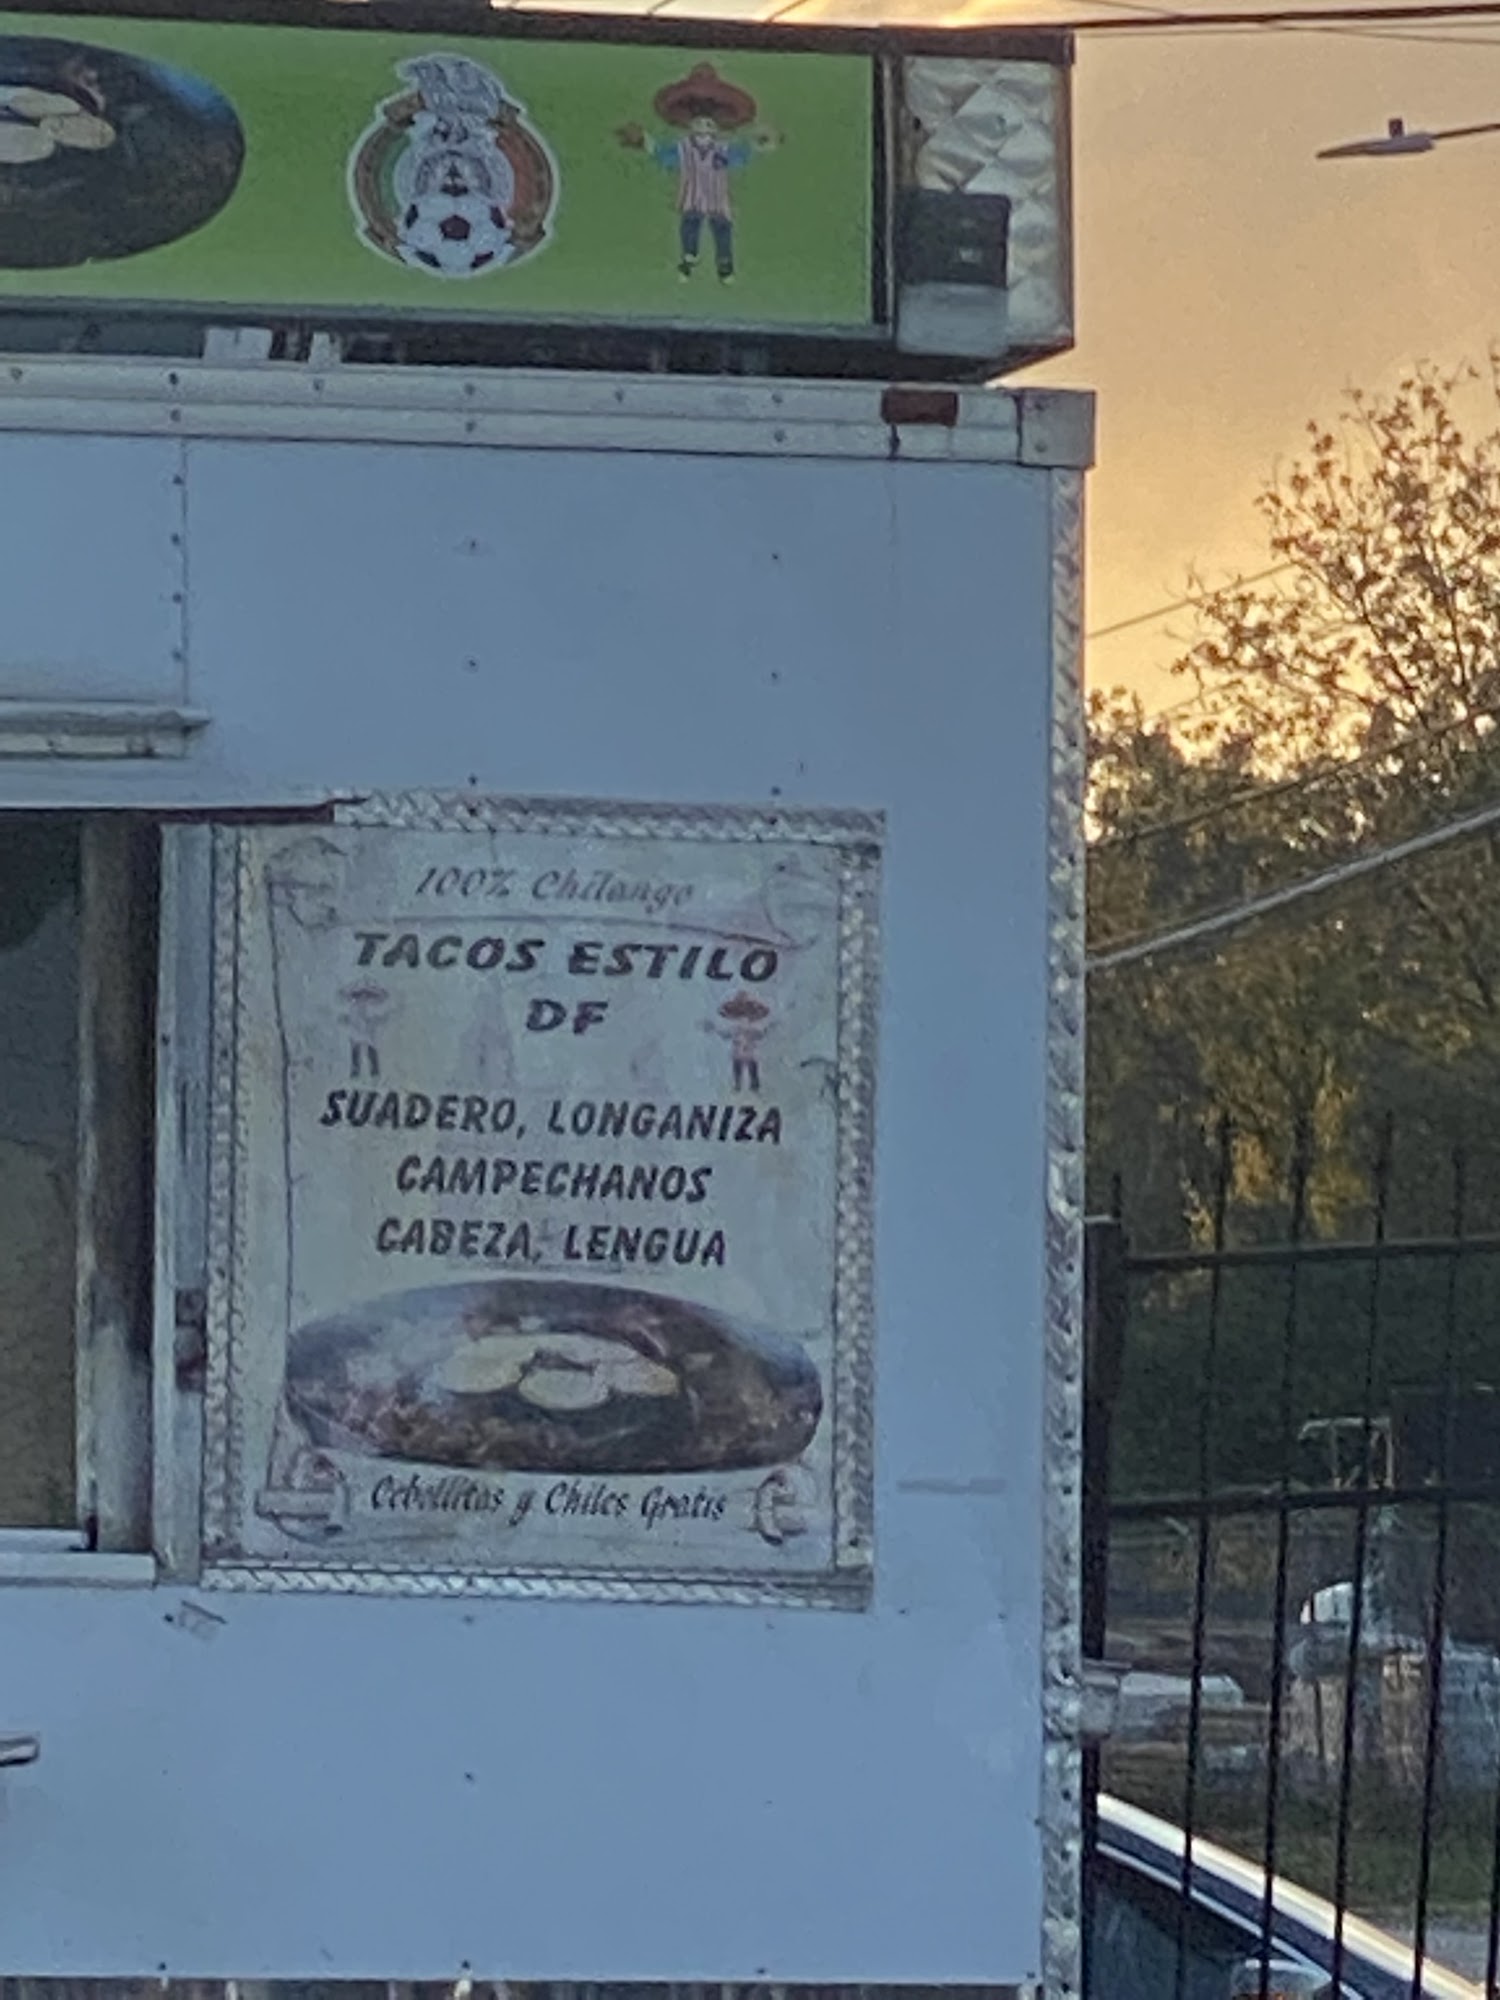 100% Chilango
TACOS ESTILO
DF
SUADERO, LONGANIZA
CAMPECHANOS
CABEZA, LENGUA
Cebollitas y Chiles Gratis